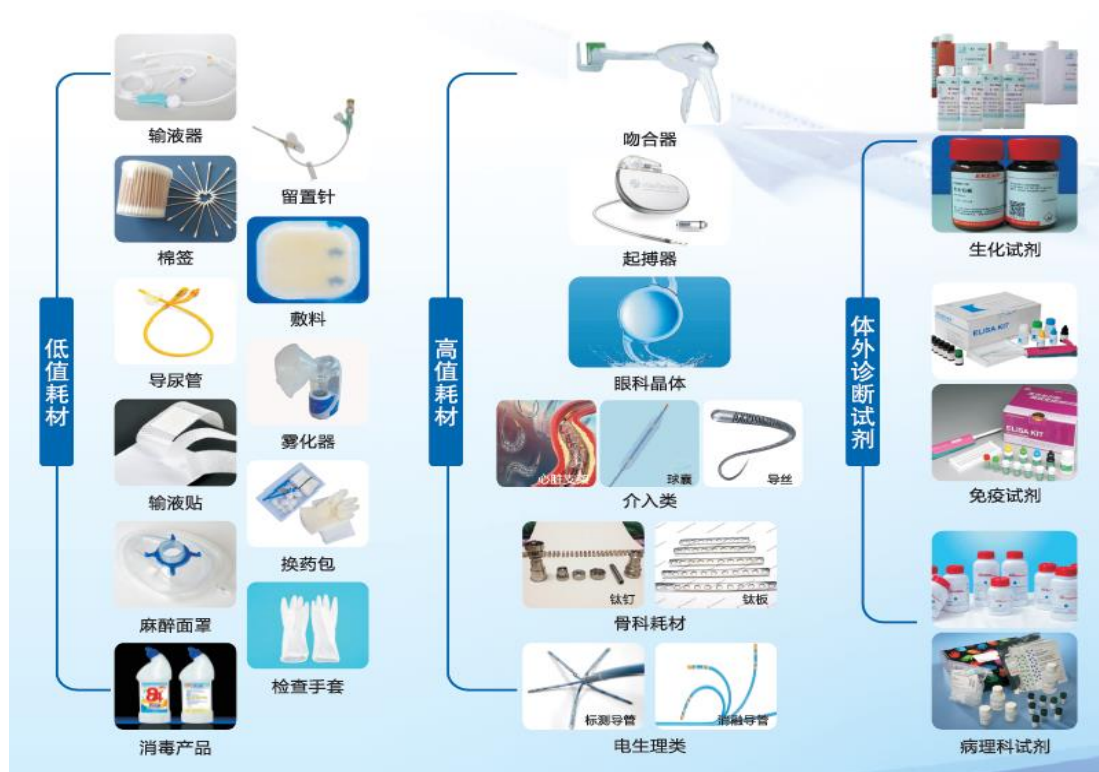 低值耗材
输液器
留置针
棉签
敷料
导尿管
雾化器
输液贴
换药包
麻醉面罩
检查手套
84
消毒产品
高值耗材
吻合器
起搏器
眼科晶体
心脏支架
球囊
导丝
介入类
钛钉
钛板
骨科耗材
标测导管
消融导管
电生理类
体外诊断试剂
生化试剂
ELISA KIT
ELISA KIT
免疫试剂
病理科试剂